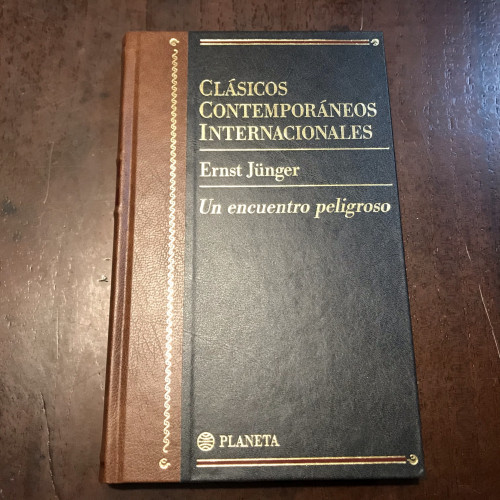 CLÁSICOS
CONTEMPORÁNEOS
INTERNACIONALES
Ernst Jünger
Un encuentro peligroso
PLANETA